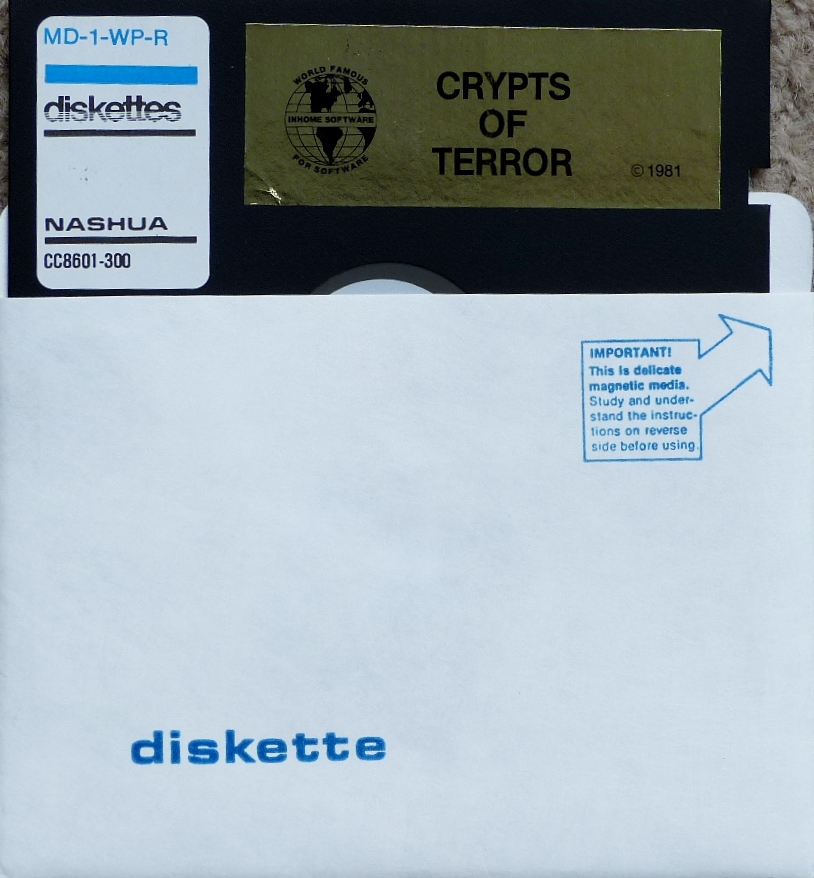 MD-1-WP-R
diskettes
NASHUA
CC8601-300
WORLD FAMOUS
INHOME SOFTWARE
FOR SOFTWARE
CRYPTS
OF
TERROR
©1981
IMPORTANT!
This is delicate
magnetic media.
Study and under-
stand the instruc-
tions on reverse
side before using.
diskette